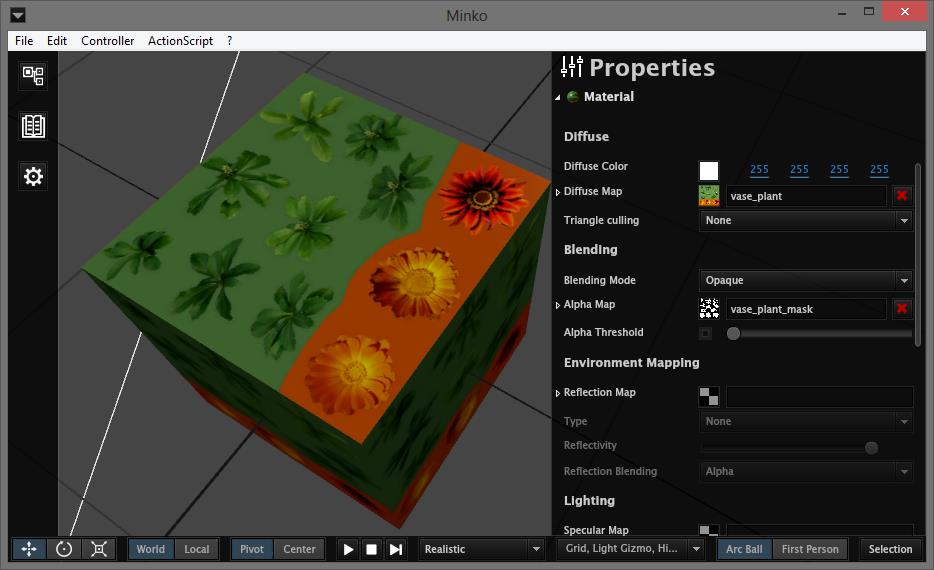 Minko
File Edit Controller ActionScript ?
Properties
Material
Diffuse
Diffuse Color 255 255 255 255
Diffuse Map vase_plant
Triangle culling None
Blending
Blending Mode Opaque
Alpha Map vase_plant_mask
Alpha Threshold
Environment Mapping
Reflection Map
Type None
Reflectivity
Reflection Blending Alpha
Lighting
Specular Map
World Local Pivot Center Realistic Grid, Light Gizmo, Hi... Arc Ball First Person Selection